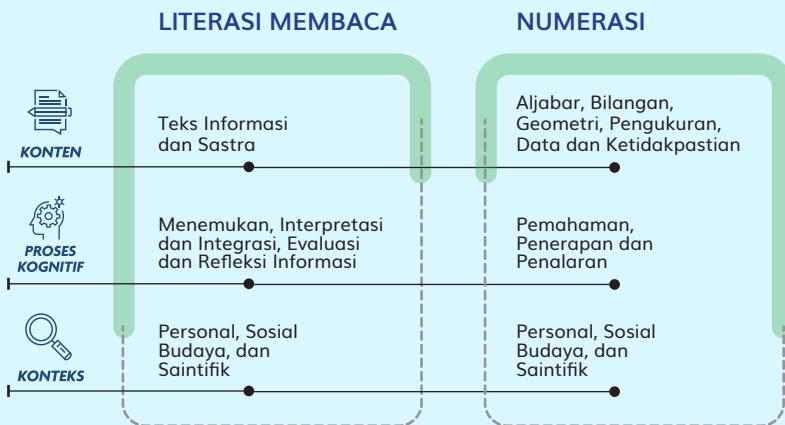 LITERASI MEMBACA
NUMERASI
KONTEN
Teks Informasi
dan Sastra
Aljabar, Bilangan,
Geometri, Pengukuran,
Data dan Ketidakpastian
PROSES
KOGNITIF
Menemukan, Interpretasi
dan Integrasi, Evaluasi
dan Refleksi Informasi
Pemahaman,
Penerapan dan
Penalaran
KONTEKS
Personal, Sosial
Budaya, dan
Saintifik
Personal, Sosial
Budaya, dan
Saintifik